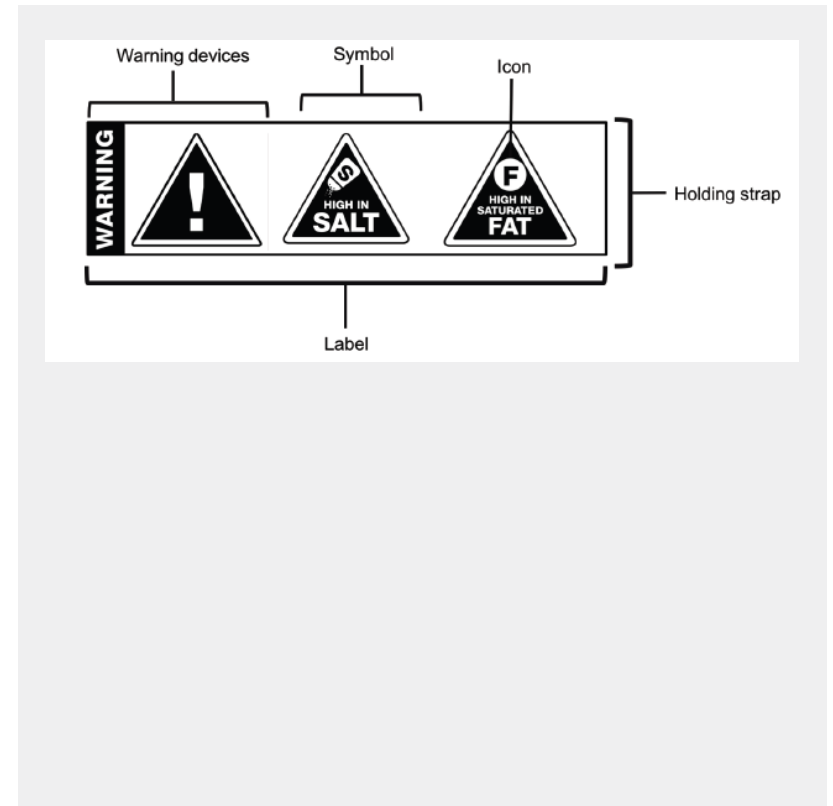 Warning devices
Symbol
Icon
WARNING
!
S
HIGH IN
SALT
F
HIGH IN
SATURATED
FAT
Holding strap
Label